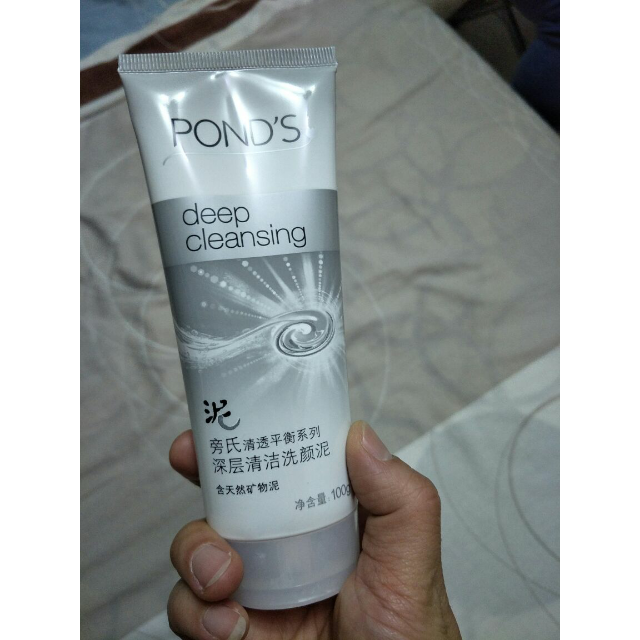 POND'S
deep
cleansing
泥
旁氏清透平衡系列
深层清洁洗颜泥
含天然矿物泥
净含量:100g